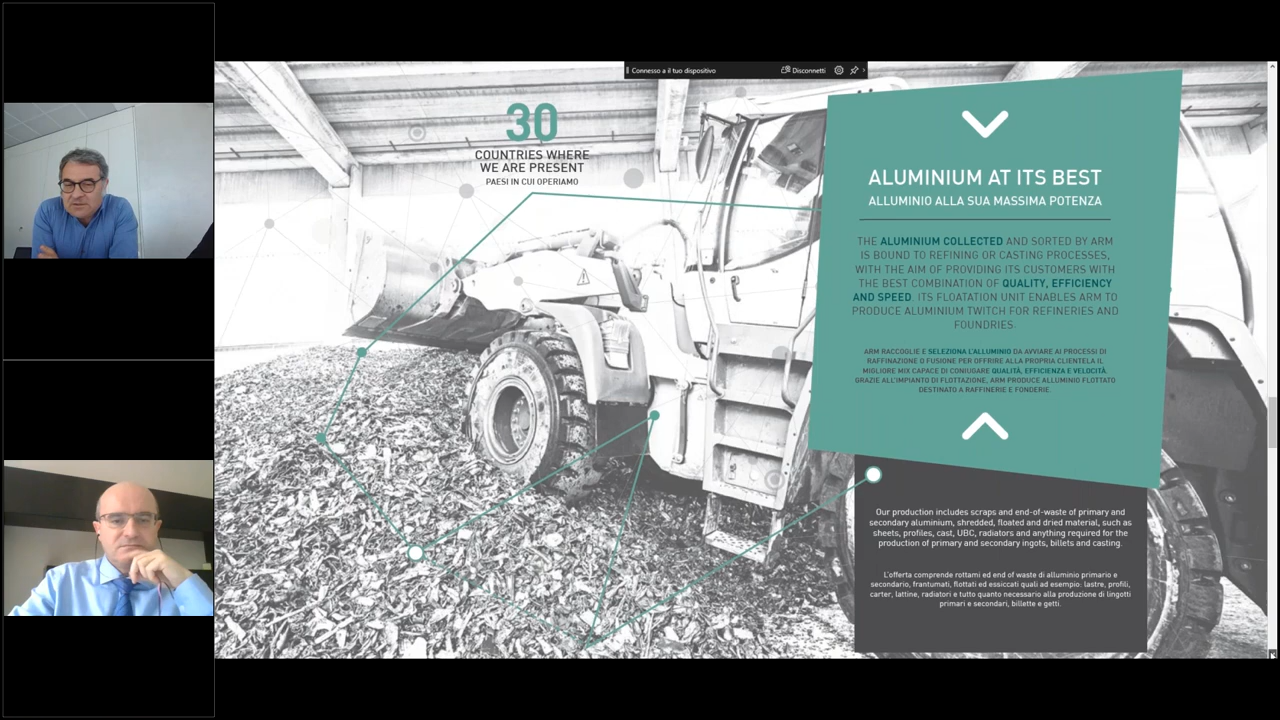 Connesso a il tuo dispositivo
Disconnetti
30
COUNTRIES WHERE
WE ARE PRESENT
PAESI IN CUI OPERIAMO
ALUMINIUM AT ITS BEST
ALLUMINIO ALLA SUA MASSIMA POTENZA
THE ALUMINIUM COLLECTED AND SORTED BY ARM
IS BOUND TO REFINING OR CASTING PROCESSES,
WITH THE AIM OF PROVIDING ITS CUSTOMERS WITH
THE BEST COMBINATION OF QUALITY, EFFICIENCY
AND SPEED. ITS FLOATATION UNIT ENABLES ARM TO
PRODUCE ALUMINIUM TWITCH FOR REFINERIES AND
FOUNDRIES.
ARM RACCOGLIE E SELEZIONA L'ALLUMINIO DA AVVIARE AI PROCESSI DI
RAFFINAZIONE O FUSIONE PER OFFRIRE ALLA PROPRIA CLIENTELA IL
MIGLIORE MIX CAPACE DI CONIUGARE QUALITÀ, EFFICIENZA E VELOCITÀ.
GRAZIE ALL'IMPIANTO DI FLOTTAZIONE, ARM PRODUCE ALLUMINIO FLOTTATO
DESTINATO A RAFFINERIE E FONDERIE.
Our production includes scraps and end-of-waste of primary and
secondary aluminium, shredded, floated and dried material, such as
sheets, profiles, cast, UBC, radiators and anything required for the
production of primary and secondary ingots, billets and casting.
L'offerta comprende rottami ed end of waste di alluminio primario e
secondario, frantumati, flottati ed essiccati quali ad esempio: lastre, profili,
carter, lattine, radiatori e tutto quanto necessario alla produzione di lingotti
primari e secondari, billette e getti.